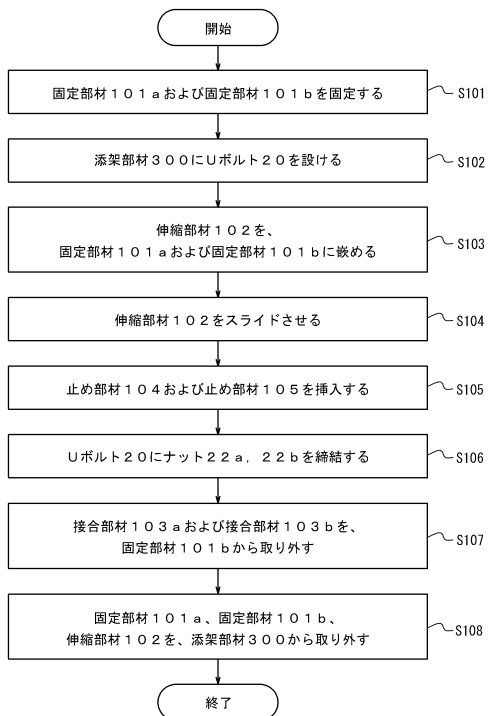 開始
固定部材１０１ａおよび固定部材１０１ｂを固定する
S101
添架部材３００にＵボルト２０を設ける
S102
伸縮部材１０２を、
固定部材１０１ａおよび固定部材１０１ｂに嵌める
S103
伸縮部材１０２をスライドさせる
S104
止め部材１０４および止め部材１０５を挿入する
S105
Ｕボルト２０にナット２２ａ，２２ｂを締結する
S106
接合部材１０３ａおよび接合部材１０３ｂを、
固定部材１０１ｂから取り外す
S107
固定部材１０１ａ、固定部材１０１ｂ、
伸縮部材１０２を、添架部材３００から取り外す
S108
終了